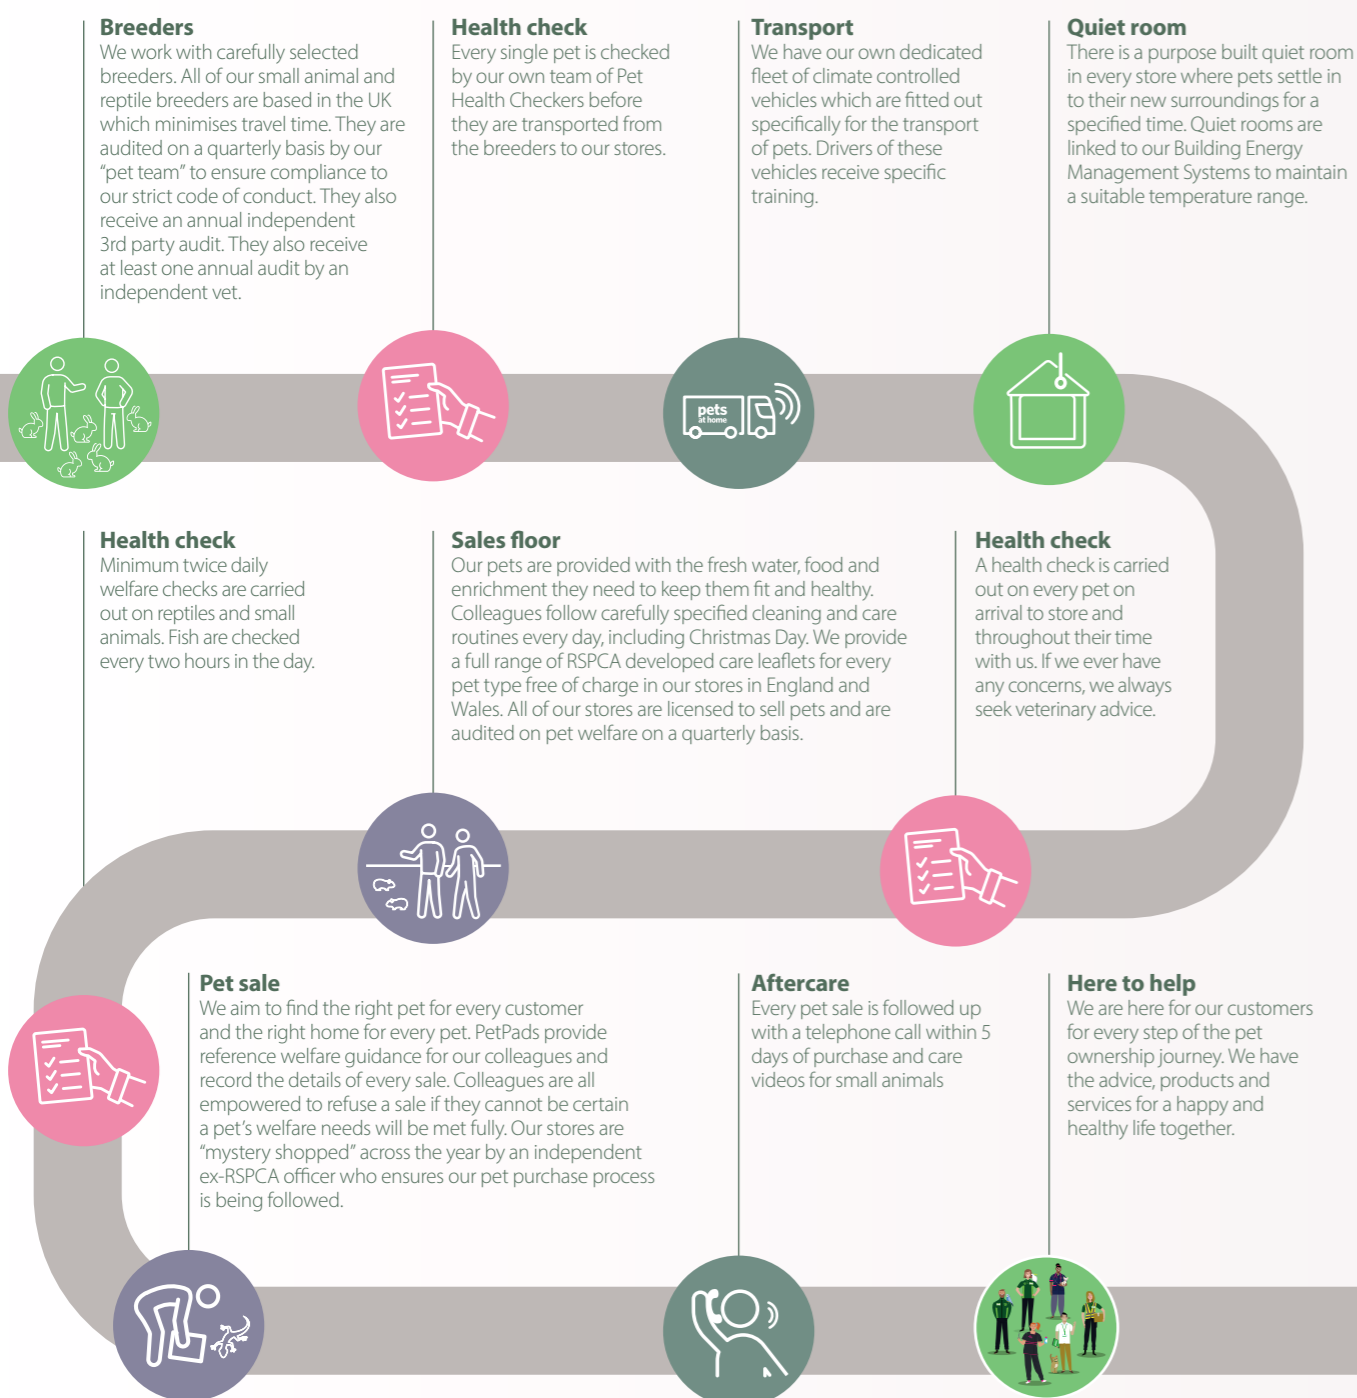 Breeders
We work with carefully selected
breeders. All of our small animal and
reptile breeders are based in the UK
which minimises travel time. They are
audited on a quarterly basis by our
“pet team” to ensure compliance to
our strict code of conduct. They also
receive an annual independent
3rd party audit. They also receive
at least one annual audit by an
independent vet.
Health check
Every single pet is checked
by our own team of Pet
Health Checkers before
they are transported from
the breeders to our stores.
Transport
We have our own dedicated
fleet of climate controlled
vehicles which are fitted out
specifically for the transport
of pets. Drivers of these
vehicles receive specific
training.
Quiet room
There is a purpose built quiet room
in every store where pets settle in
to their new surroundings for a
specified time. Quiet rooms are
linked to our Building Energy
Management Systems to maintain
a suitable temperature range.
pets
at home
Health check
Minimum twice daily
welfare checks are carried
out on reptiles and small
animals. Fish are checked
every two hours in the day.
Sales floor
Our pets are provided with the fresh water, food and
enrichment they need to keep them fit and healthy.
Colleagues follow carefully specified cleaning and care
routines every day, including Christmas Day. We provide
a full range of RSPCA developed care leaflets for every
pet type free of charge in our stores in England and
Wales. All of our stores are licensed to sell pets and are
audited on pet welfare on a quarterly basis.
Health check
A health check is carried
out on every pet on
arrival to store and
throughout their time
with us. If we ever have
any concerns, we always
seek veterinary advice.
Pet sale
We aim to find the right pet for every customer
and the right home for every pet. PetPads provide
reference welfare guidance for our colleagues and
record the details of every sale. Colleagues are all
empowered to refuse a sale if they cannot be certain
a pet’s welfare needs will be met fully. Our stores are
“mystery shopped” across the year by an independent
ex-RSPCA officer who ensures our pet purchase process
is being followed.
Aftercare
Every pet sale is followed up
with a telephone call within 5
days of purchase and care
videos for small animals
Here to help
We are here for our customers
for every step of the pet
ownership journey. We have
the advice, products and
services for a happy and
healthy life together.